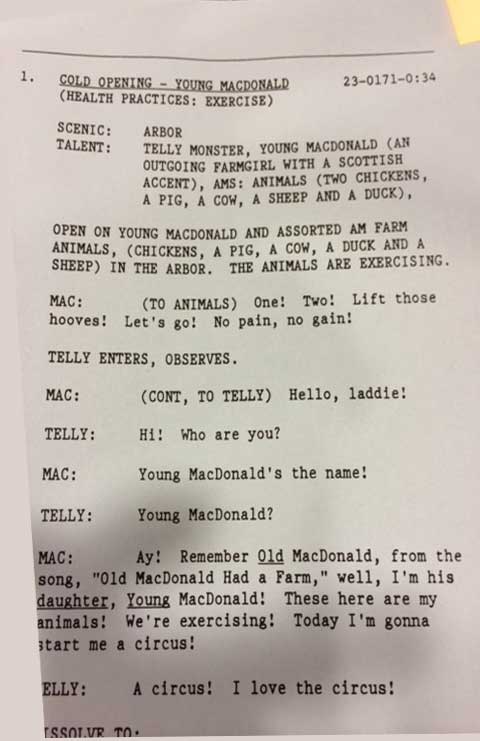 1. COLD OPENING - YOUNG MACDONALD 23-0171-0:34
(HEALTH PRACTICES: EXERCISE)
SCENIC: ARBOR
TALENT: TELLY MONSTER, YOUNG MACDONALD (AN
OUTGOING FARMGIRL WITH A SCOTTISH
ACCENT), AMS: ANIMALS (TWO CHICKENS,
A PIG, A COW, A SHEEP AND A DUCK),
OPEN ON YOUNG MACDONALD AND ASSORTED AM FARM
ANIMALS, (CHICKENS, A PIG, A COW, A DUCK AND A
SHEEP) IN THE ARBOR. THE ANIMALS ARE EXERCISING.
MAC: (TO ANIMALS) One! Two! Lift those
hooves! Let's go! No pain, no gain!
TELLY ENTERS, OBSERVES.
MAC: (CONT, TO TELLY) Hello, laddie!
TELLY: Hi! Who are you?
MAC: Young MacDonald's the name!
TELLY: Young MacDonald?
MAC: Ay! Remember Old MacDonald, from the
song, "Old MacDonald Had a Farm," well, I'm his
daughter, Young MacDonald! These here are my
animals! We're exercising! Today I'm gonna
start me a circus!
ELLY: A circus! I love the circus!
ISSOLVE TO: